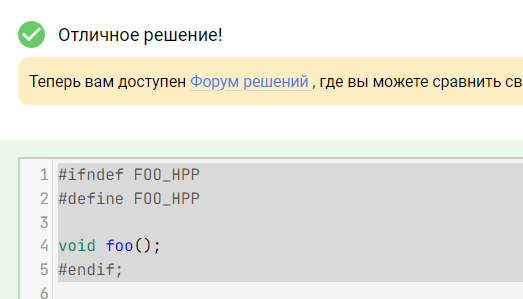 Отличное решение!
Теперь вам доступен Форум решений , где вы можете сравнить св
1 #ifndef FOO_HPP
2 #define FOO_HPP
3
4 void foo();
5 #endif;
6